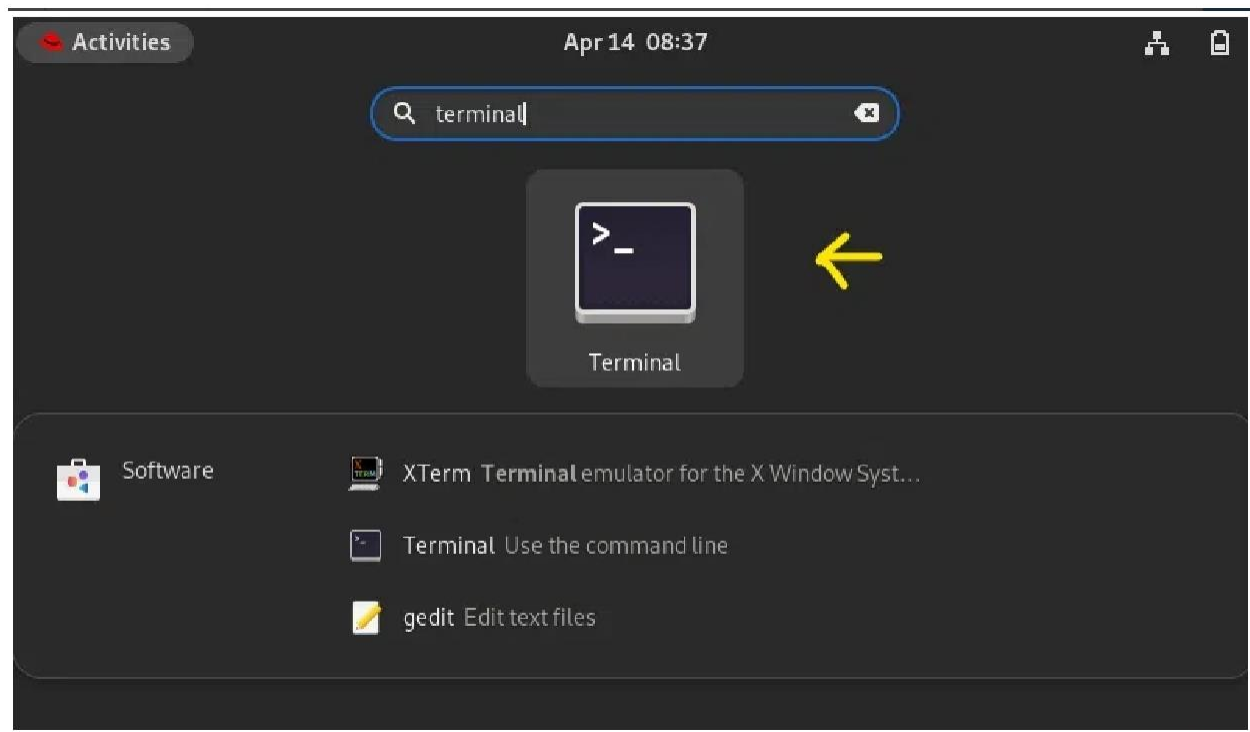 Activities
Apr 14 08:37
terminal
>_
Terminal
Software
XTerm Terminal emulator for the X Window Syst...
Terminal Use the command line
gedit Edit text files